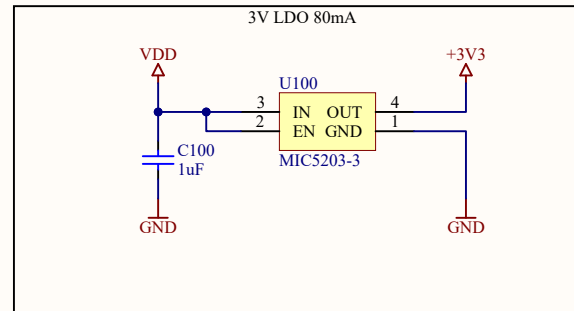 3V LDO 80mA
VDD
+3V3
U100
3 IN OUT 4
2 EN GND 1
MIC5203-3
C100
1uF
GND
GND